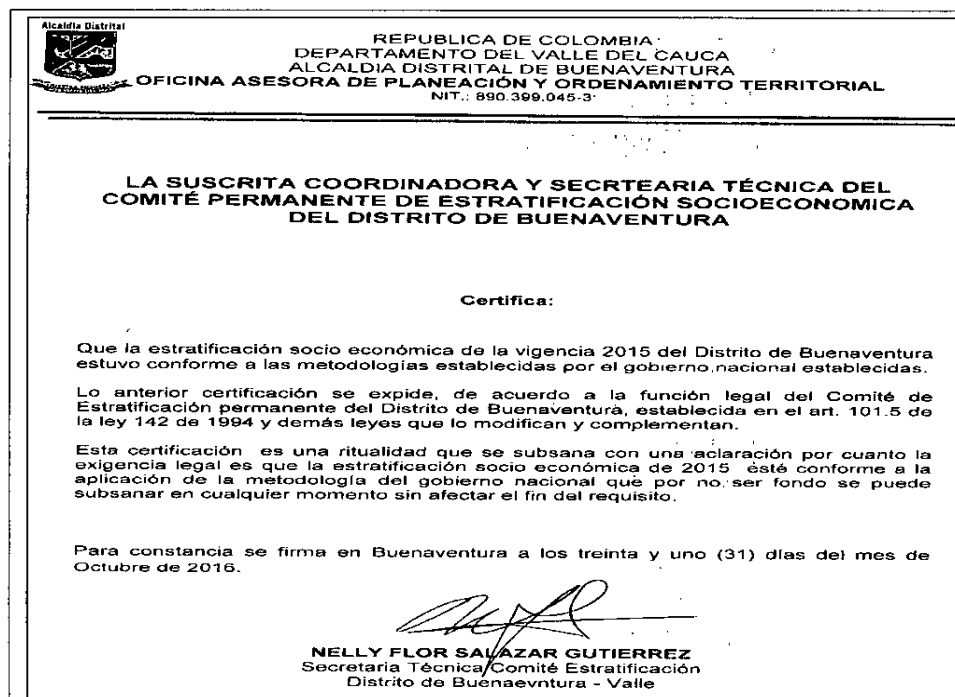 Alcaldía Distrital
REPUBLICA DE COLOMBIA
DEPARTAMENTO DEL VALLE DEL CAUCA
ALCALDIA DISTRITAL DE BUENAVENTURA
OFICINA ASESORA DE PLANEACIÓN Y ORDENAMIENTO TERRITORIAL
NIT.: 890.399.045-3
LA SUSCRITA COORDINADORA Y SECRTEARIA TÉCNICA DEL
COMITÉ PERMANENTE DE ESTRATIFICACIÓN SOCIOECONOMICA
DEL DISTRITO DE BUENAVENTURA
Certifica:
Que la estratificación socio económica de la vigencia 2015 del Distrito de Buenaventura
estuvo conforme a las metodologías establecidas por el gobierno nacional establecidas.
Lo anterior certificación se expide, de acuerdo a la función legal del Comité de
Estratificación permanente del Distrito de Buenaventura, establecida en el art. 101.5 de
la ley 142 de 1994 y demás leyes que lo modifican y complementan.
Esta certificación es una ritualidad que se subsana con una aclaración por cuanto la
exigencia legal es que la estratificación socio económica de 2015 esté conforme a la
aplicación de la metodología del gobierno nacional que por no ser fondo se puede
subsanar en cualquier momento sin afectar el fin del requisito.
Para constancia se firma en Buenaventura a los treinta y uno (31) días del mes de
Octubre de 2016.
NELLY FLOR SALAZAR GUTIERREZ
Secretaria Técnica Comité Estratificación
Distrito de Buenaevntura - Valle